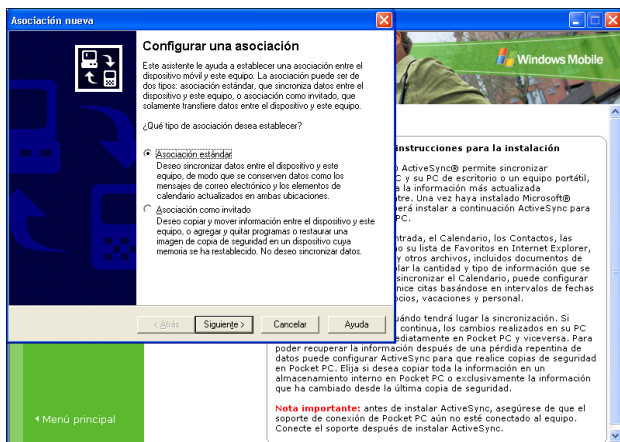 Asociación nueva
Configurar una asociación
Este asistente le ayuda a establecer una asociación entre el
dispositivo móvil y este equipo. La asociación puede ser de
dos tipos: asociación estándar, que sincroniza datos entre el
dispositivo y este equipo, o asociación como invitado, que
solamente transfiere datos entre el dispositivo y este equipo.
¿Qué tipo de asociación desea establecer?
Asociación estándar
Deseo sincronizar datos entre el dispositivo y este
equipo, de modo que se conserven datos como los
mensajes de correo electrónico y los elementos de
calendario actualizados en ambas ubicaciones.
Asociación como invitado
Deseo copiar y mover información entre el dispositivo y este
equipo, o agregar y quitar programas o restaurar una
imagen de copia de seguridad en un dispositivo cuya
memoria se ha restablecido. No deseo sincronizar datos.
< Atrás Siguiente > Cancelar Ayuda
Windows Mobile
instrucciones para la instalación
ActiveSync® permite sincronizar
y su PC de escritorio o un equipo portátil,
la información más actualizada
Una vez haya instalado Microsoft®
instalar a continuación ActiveSync para
PC.
el Calendario, los Contactos, las
su lista de Favoritos en Internet Explorer,
y otros archivos, incluidos documentos de
la cantidad y tipo de información que se
sincronizar el Calendario, puede configurar
citas basándose en intervalos de fechas
vacaciones y personal.
tendrá lugar la sincronización. Si
continua, los cambios realizados en su PC
en Pocket PC y viceversa. Para
poder recuperar la información después de una pérdida repentina de
datos puede configurar ActiveSync para que realice copias de seguridad
en Pocket PC. Elija si desea copiar toda la información en un
almacenamiento interno en Pocket PC o exclusivamente la información
que ha cambiado desde la última copia de seguridad.
Nota importante: antes de instalar ActiveSync, asegúrese de que el
soporte de conexión de Pocket PC aún no esté conectado al equipo.
Conecte el soporte después de instalar ActiveSync.
Menú principal